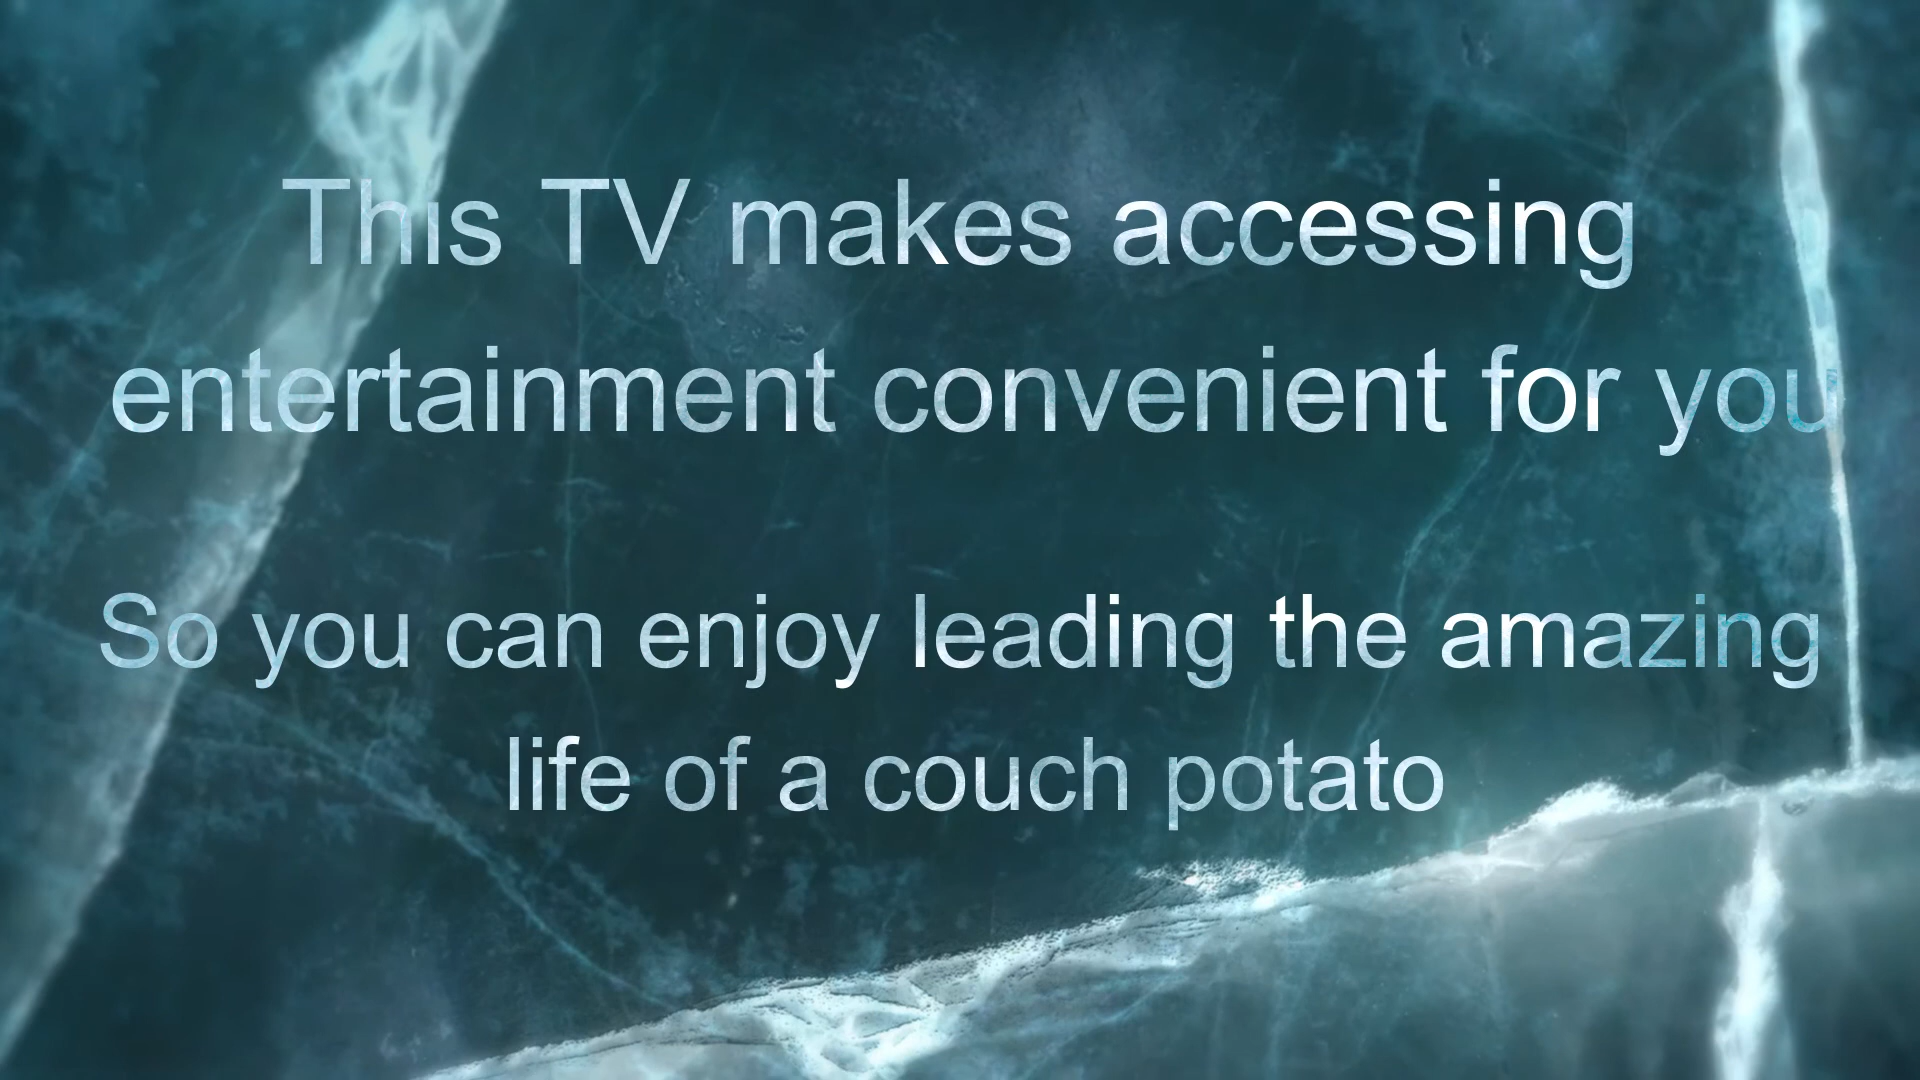 This TV makes accessing
entertainment convenient for you
So you can enjoy leading the amazing
life of a couch potato